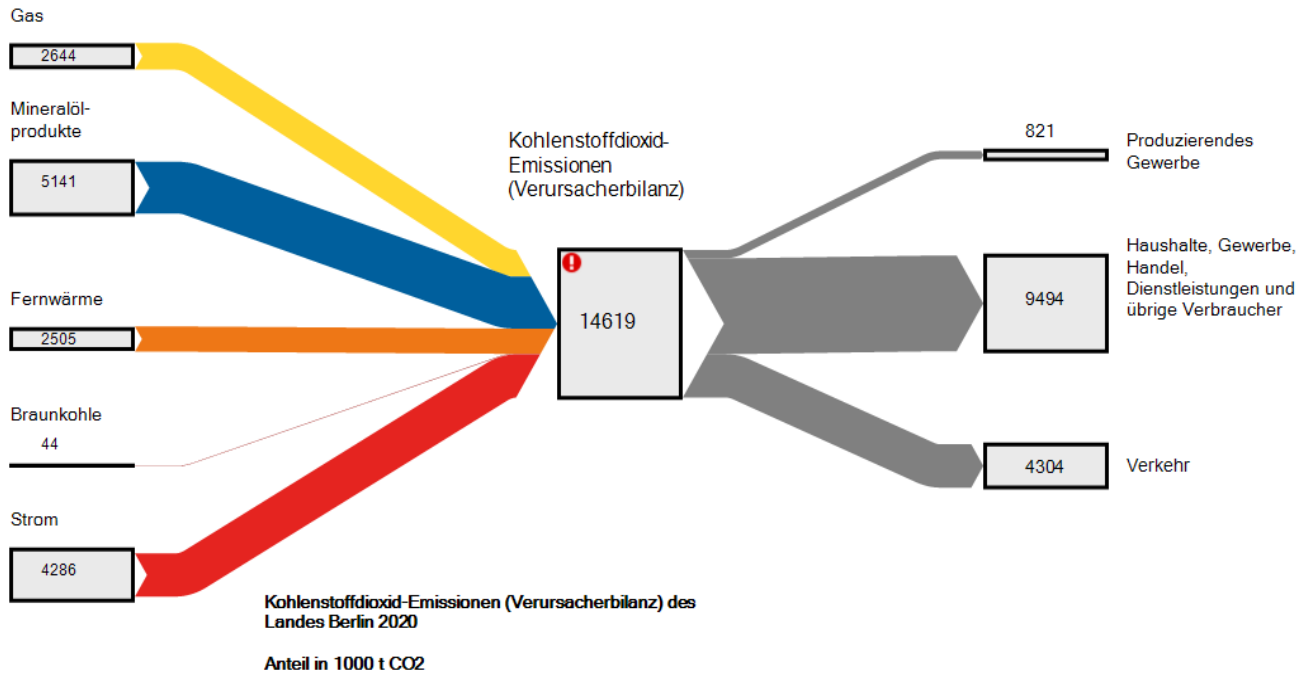 Gas
2644
Mineralöl-
produkte
5141
Fernwärme
2505
Braunkohle
44
Strom
4286
Kohlenstoffdioxid-
Emissionen
(Verursacherbilanz)
14619
821
Produzierendes
Gewerbe
9494
Haushalte, Gewerbe,
Handel,
Dienstleistungen und
übrige Verbraucher
4304
Verkehr
Kohlenstoffdioxid-Emissionen (Verursacherbilanz) des
Landes Berlin 2020
Anteil in 1000 t CO2